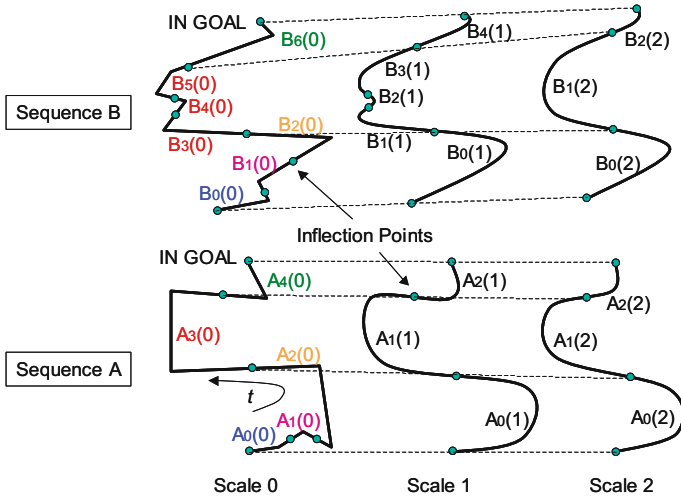 IN GOAL
B6(0)
B4(1)
B2(2)
B5(0)
B3(1)
B4(0)
B2(1)
B1(2)
Sequence B
B3(0)
B2(0)
B1(1)
B0(1)
B1(0)
B0(0)
B0(2)
Inflection Points
IN GOAL
A4(0)
A2(1)
A2(2)
A3(0)
A1(1)
A1(2)
Sequence A
A2(0)
t
A1(0)
A0(0)
A0(1)
A0(2)
Scale 0
Scale 1
Scale 2